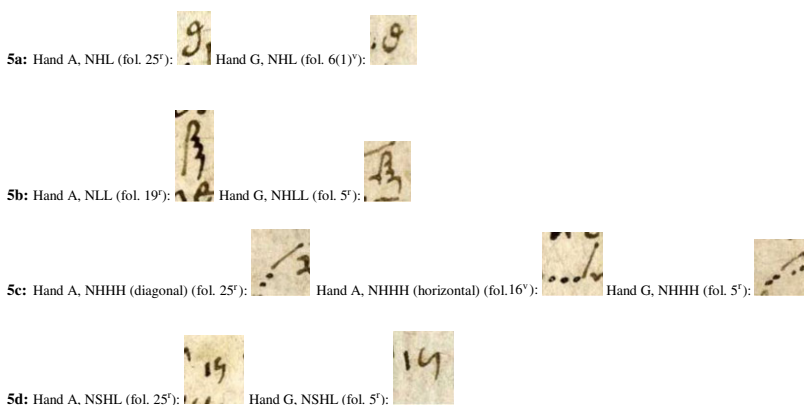 5a: Hand A, NHL (fol. 25ʳ): Hand G, NHL (fol. 6(1)ᵛ):
5b: Hand A, NLL (fol. 19ʳ): Hand G, NHLL (fol. 5ʳ):
5c: Hand A, NHHH (diagonal) (fol. 25ʳ): Hand A, NHHH (horizontal) (fol.16ᵛ): Hand G, NHHH (fol. 5ʳ):
5d: Hand A, NSHL (fol. 25ʳ): Hand G, NSHL (fol. 5ʳ):